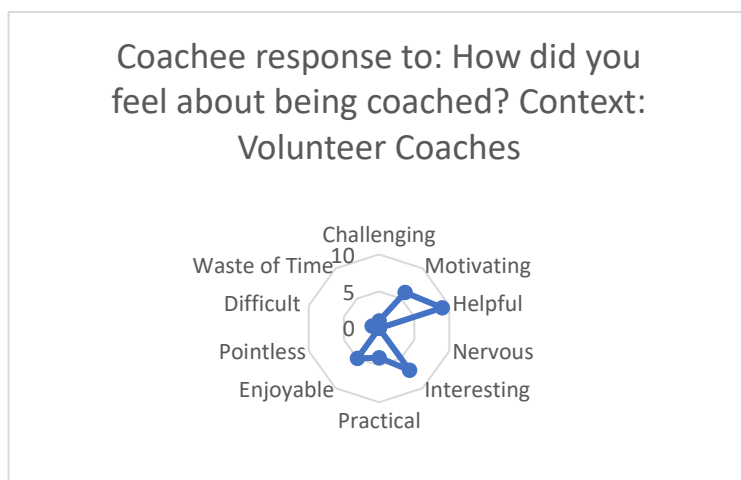 Coachee response to: How did you
feel about being coached? Context:
Volunteer Coaches
Challenging
10
Waste of Time
Motivating
5
Difficult
Helpful
0
Pointless
Nervous
Enjoyable
Interesting
Practical